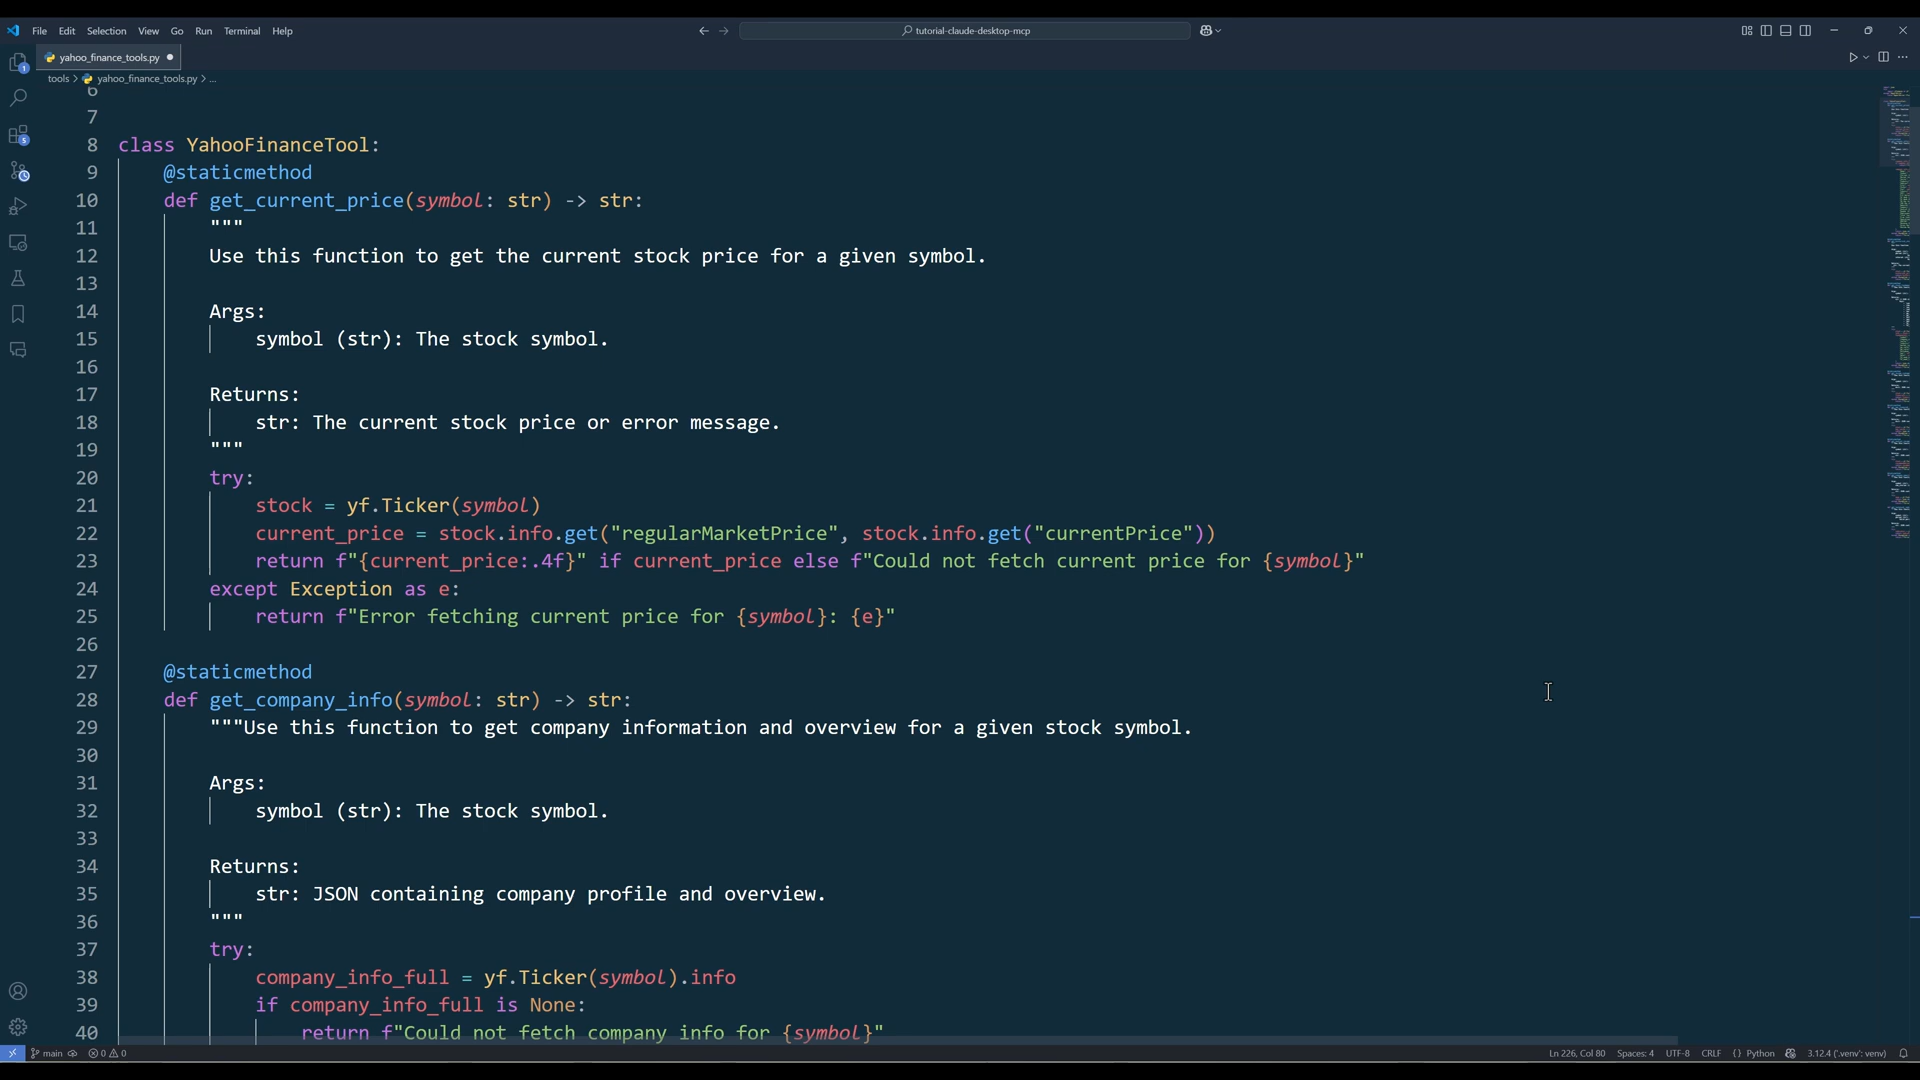 File Edit Selection View Go Run Terminal Help
tutorial-claude-desktop-mcp
yahoo_finance_tools.py
tools > yahoo_finance_tools.py > ...
6
7
8 class YahooFinanceTool:
9 @staticmethod
10 def get_current_price(symbol: str) -> str:
11 """
12 Use this function to get the current stock price for a given symbol.
13
14 Args:
15 symbol (str): The stock symbol.
16
17 Returns:
18 str: The current stock price or error message.
19 """
20 try:
21 stock = yf.Ticker(symbol)
22 current_price = stock.info.get("regularMarketPrice", stock.info.get("currentPrice"))
23 return f"{current_price:.4f}" if current_price else f"Could not fetch current price for {symbol}"
24 except Exception as e:
25 return f"Error fetching current price for {symbol}: {e}"
26
27 @staticmethod
28 def get_company_info(symbol: str) -> str:
29 """Use this function to get company information and overview for a given stock symbol.
30
31 Args:
32 symbol (str): The stock symbol.
33
34 Returns:
35 str: JSON containing company profile and overview.
36 """
37 try:
38 company_info_full = yf.Ticker(symbol).info
39 if company_info_full is None:
40 return f"Could not fetch company info for {symbol}"
main 0 0 Ln 226, Col 80 Spaces: 4 UTF-8 CRLF {} Python 3.12.4 ('.venv': venv)